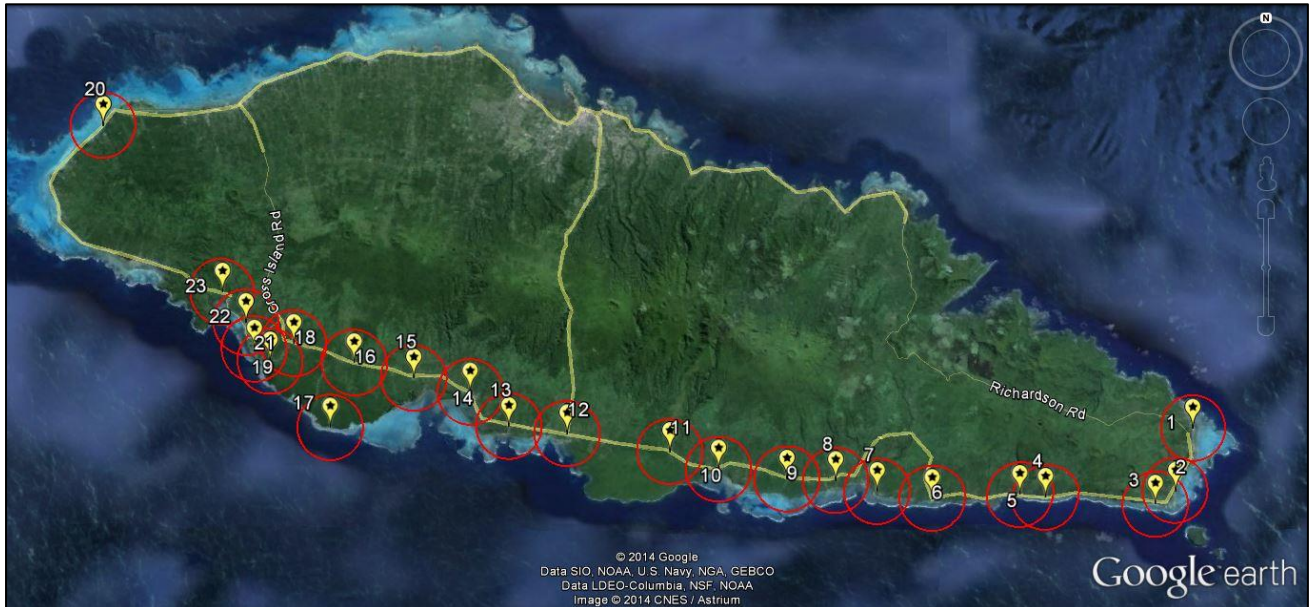 N
20
Cross Island Rd
23
22
21
18
19
16
15
17
14
13
12
11
10
9
8
7
6
5
4
3
2
1
Richardson Rd
© 2014 Google
Data SIO, NOAA, U.S. Navy, NGA, GEBCO
Data LDEO-Columbia, NSF, NOAA
Image © 2014 CNES / Astrium
Google earth